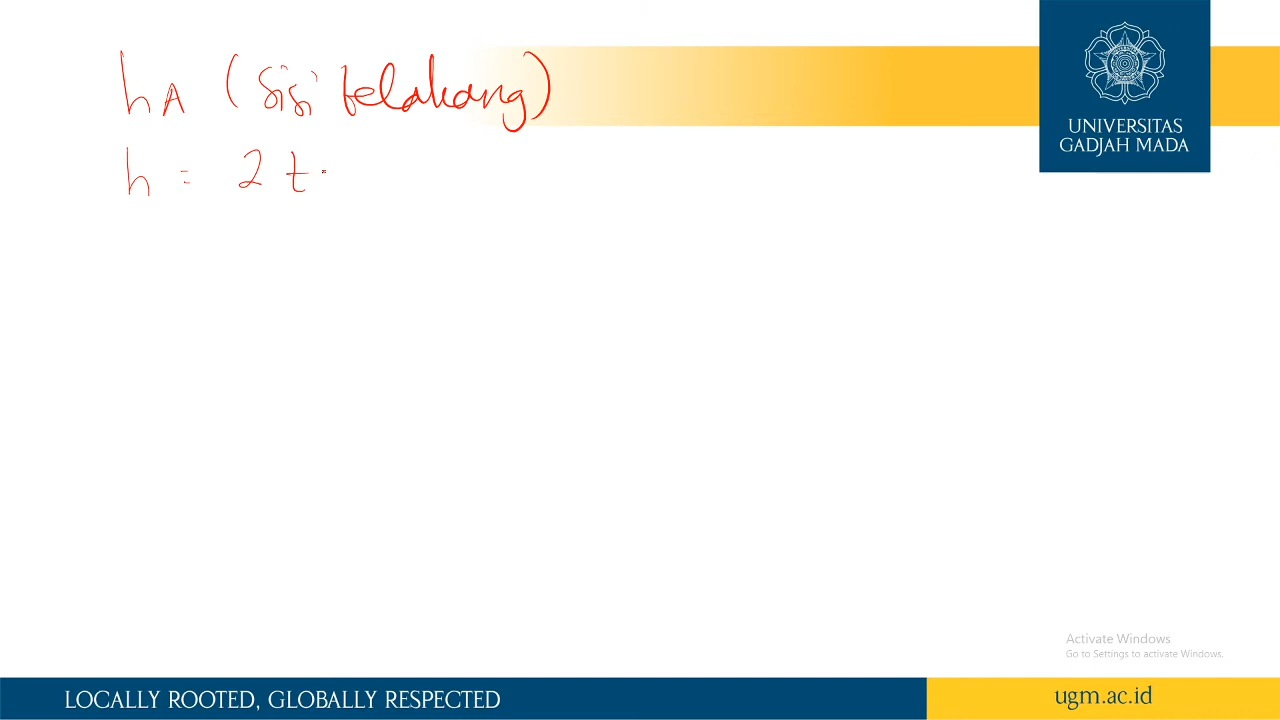 hA (sisi belakang)
h = 2 t .
UNIVERSITAS
GADJAH MADA
Activate Windows
Go to Settings to activate Windows.
LOCALLY ROOTED, GLOBALLY RESPECTED
ugm.ac.id